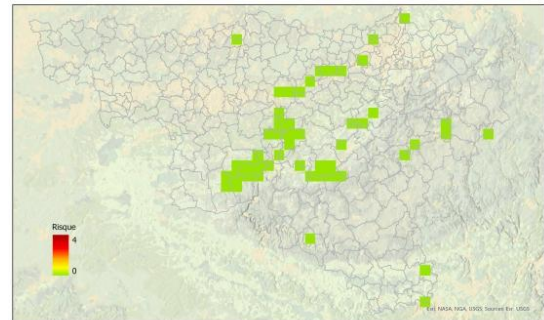 Risque
4
0
Esri, NASA, NGA, USGS, Sources: Esri, USGS